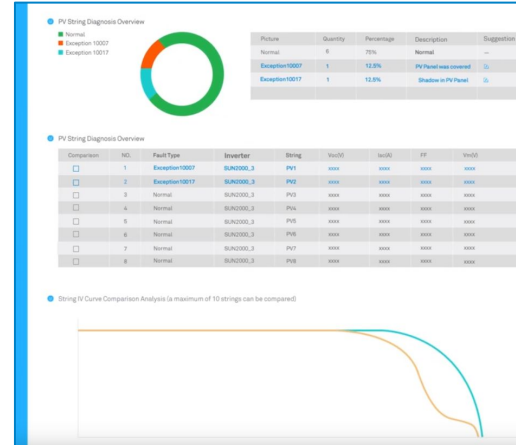 PV String Diagnosis Overview
Normal
Exception 10007
Exception 10017
Picture Quantity Percentage Description Suggestion
Normal 6 75% Normal —
Exception10007 1 12.5% PV Panel was covered
Exception10017 1 12.5% Shadow in PV Panel
PV String Diagnosis Overview
Comparison NO. Fault Type Inverter String Voc(V) Isc(A) FF Vm(V)
1 Exception10007 SUN2000_3 PV1 xxxx xxxx xxxx xxxx
2 Exception10017 SUN2000_3 PV2 xxxx xxxx xxxx xxxx
3 Normal SUN2000_3 PV3 xxxx xxxx xxxx xxxx
4 Normal SUN2000_3 PV4 xxxx xxxx xxxx xxxx
5 Normal SUN2000_3 PV5 xxxx xxxx xxxx xxxx
6 Normal SUN2000_3 PV6 xxxx xxxx xxxx xxxx
7 Normal SUN2000_3 PV7 xxxx xxxx xxxx xxxx
8 Normal SUN2000_3 PV8 xxxx xxxx xxxx xxxx
String IV Curve Comparison Analysis (a maximum of 10 strings can be compared)